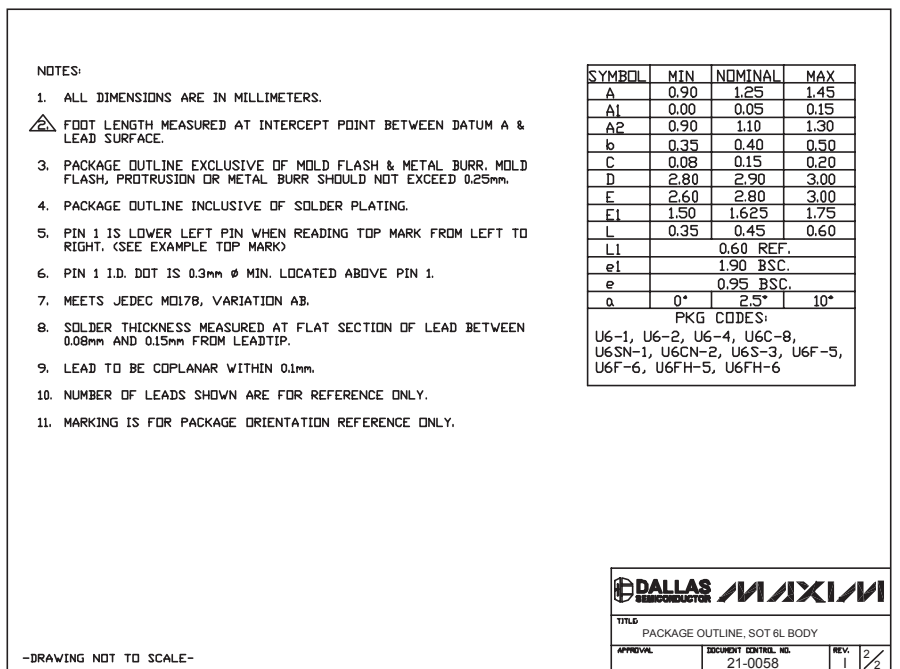 NOTES:
1. ALL DIMENSIONS ARE IN MILLIMETERS.
2. FOOT LENGTH MEASURED AT INTERCEPT POINT BETWEEN DATUM A &
LEAD SURFACE.
3. PACKAGE OUTLINE EXCLUSIVE OF MOLD FLASH & METAL BURR. MOLD
FLASH, PROTRUSION OR METAL BURR SHOULD NOT EXCEED 0.25mm.
4. PACKAGE OUTLINE INCLUSIVE OF SOLDER PLATING.
5. PIN 1 IS LOWER LEFT PIN WHEN READING TOP MARK FROM LEFT TO
RIGHT. (SEE EXAMPLE TOP MARK)
6. PIN 1 I.D. DOT IS 0.3mm ø MIN. LOCATED ABOVE PIN 1.
7. MEETS JEDEC MO178, VARIATION AB.
8. SOLDER THICKNESS MEASURED AT FLAT SECTION OF LEAD BETWEEN
0.08mm AND 0.15mm FROM LEADTIP.
9. LEAD TO BE COPLANAR WITHIN 0.1mm.
10. NUMBER OF LEADS SHOWN ARE FOR REFERENCE ONLY.
11. MARKING IS FOR PACKAGE ORIENTATION REFERENCE ONLY.
SYMBOL MIN NOMINAL MAX
A 0.90 1.25 1.45
A1 0.00 0.05 0.15
A2 0.90 1.10 1.30
b 0.35 0.40 0.50
C 0.08 0.15 0.20
D 2.80 2.90 3.00
E 2.60 2.80 3.00
E1 1.50 1.625 1.75
L 0.35 0.45 0.60
L1 0.60 REF.
e1 1.90 BSC.
e 0.95 BSC.
α 0° 2.5° 10°
PKG CODES:
U6-1, U6-2, U6-4, U6C-8,
U6SN-1, U6CN-2, U6S-3, U6F-5,
U6F-6, U6FH-5, U6FH-6
-DRAWING NOT TO SCALE-
DALLAS SEMICONDUCTOR MAXIM
TITLE:
PACKAGE OUTLINE, SOT 6L BODY
APPROVAL DOCUMENT CONTROL NO. REV.
21-0058 I 2/2